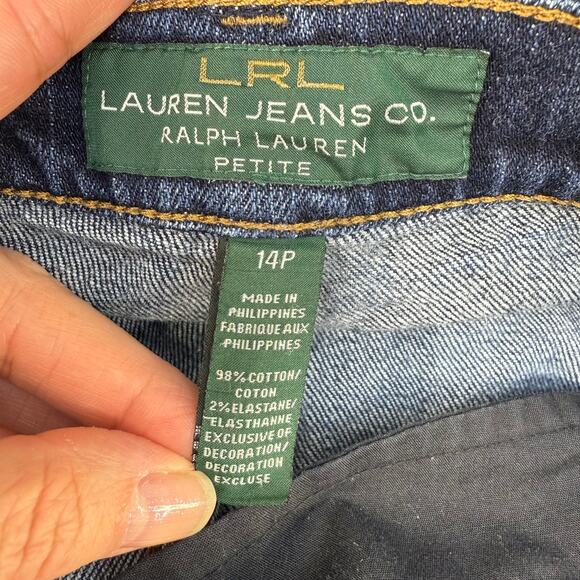 LRL
LAUREN JEANS CO.
RALPH LAUREN
PETITE
14P
MADE IN
PHILIPPINES
FABRIQUE AUX
PHILIPPINES
98% COTTON/
COTON
2% ELASTANE/
ELASTHANNE
EXCLUSIVE OF
DECORATION/
DECORATION
EXCLUSE